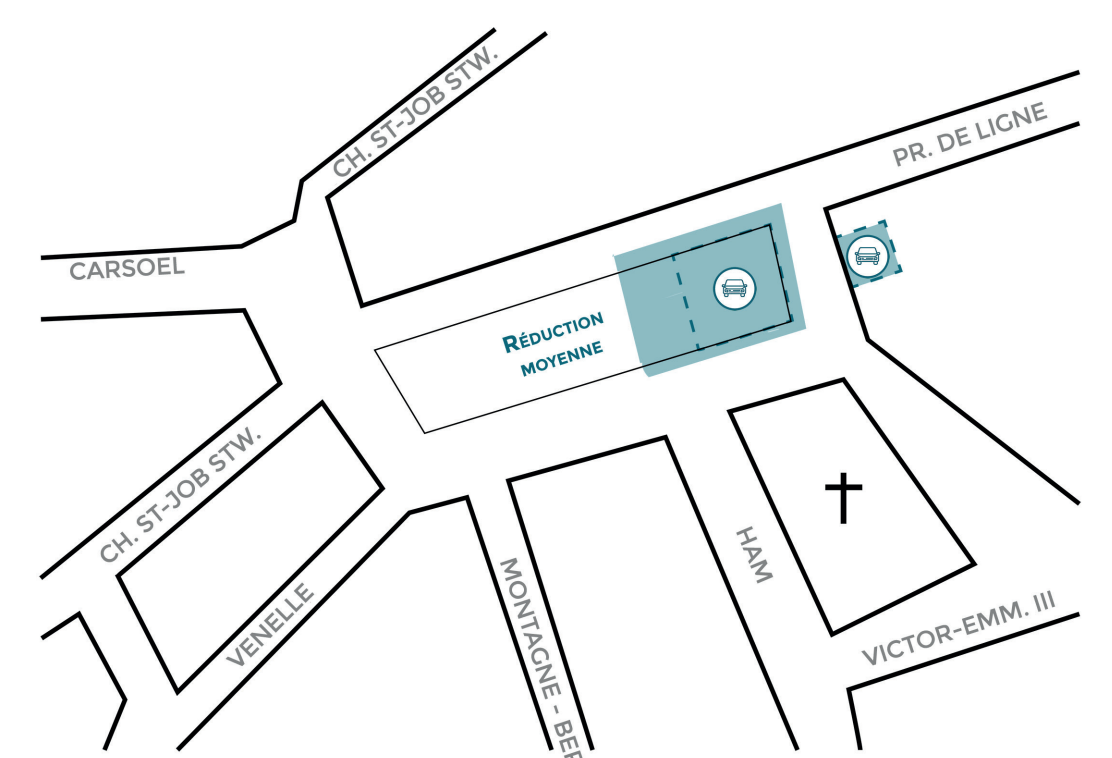 CH. ST-JOB STW.
PR. DE LIGNE
CARSOEL
RÉDUCTION
MOYENNE
CH. ST-JOB STW.
HAM
MONTAGNE - BER
VENELLE
VICTOR-EMM. III